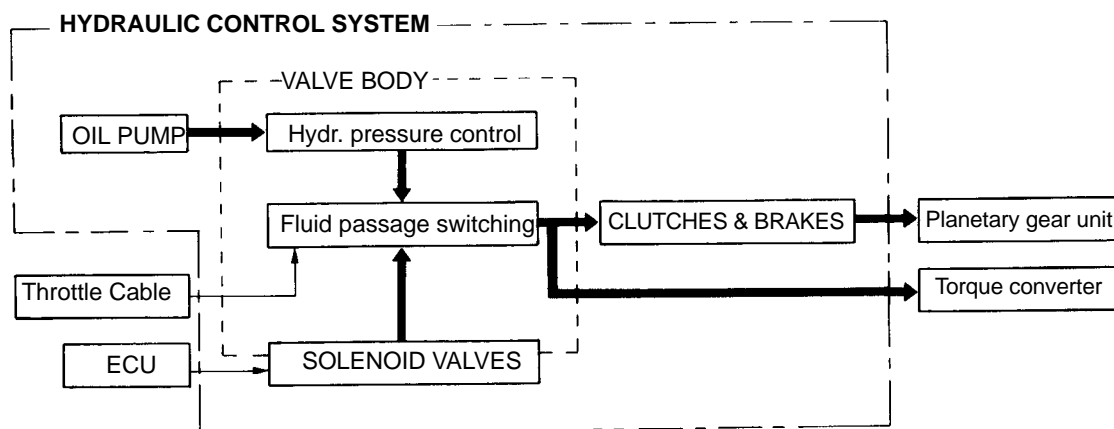 HYDRAULIC CONTROL SYSTEM
VALVE BODY
OIL PUMP
Hydr. pressure control
Fluid passage switching
CLUTCHES & BRAKES
Planetary gear unit
Throttle Cable
Torque converter
ECU
SOLENOID VALVES